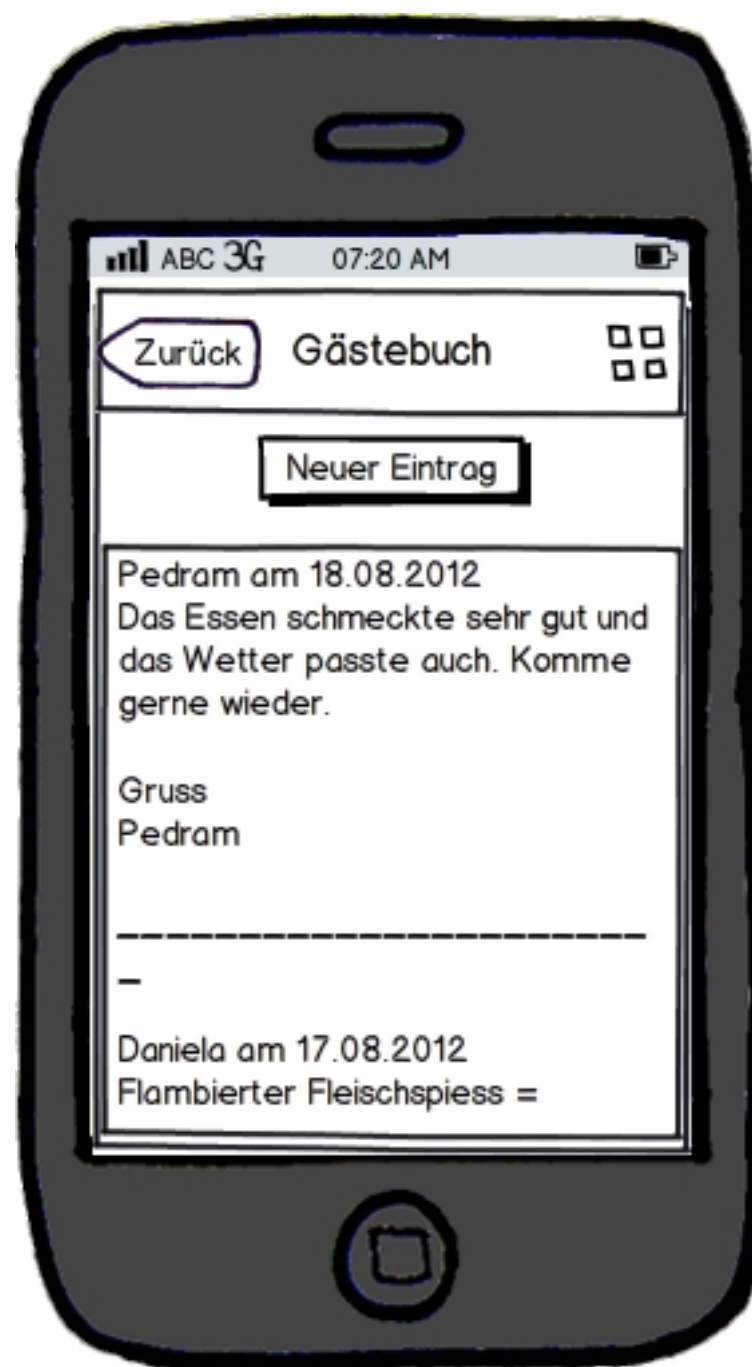 ABC 3G 07:20 AM
Zurück Gästebuch
Neuer Eintrag
Pedram am 18.08.2012
Das Essen schmeckte sehr gut und
das Wetter passte auch. Komme
gerne wieder.
Gruss
Pedram
______________________
_
Daniela am 17.08.2012
Flambierter Fleischspiess =